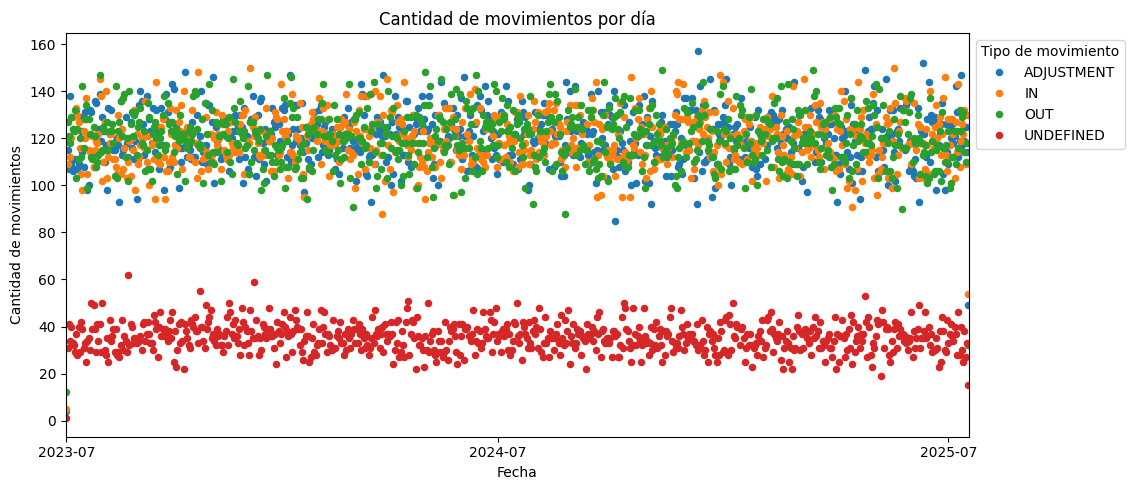 Cantidad de movimientos por día
Cantidad de movimientos
160
140
120
100
80
60
40
20
0
2023-07
2024-07
2025-07
Fecha
Tipo de movimiento
ADJUSTMENT
IN
OUT
UNDEFINED